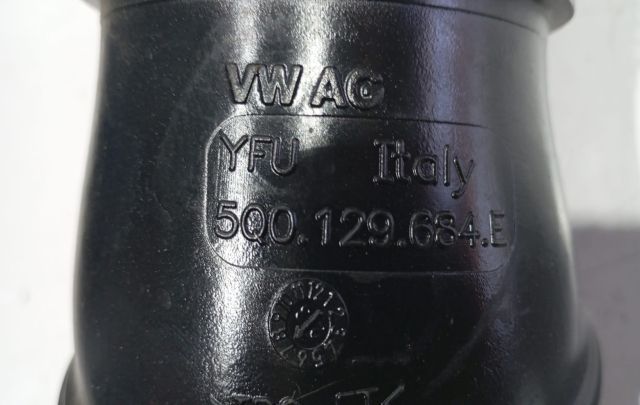 VW AG
YFU Italy
5Q0.129.684.E